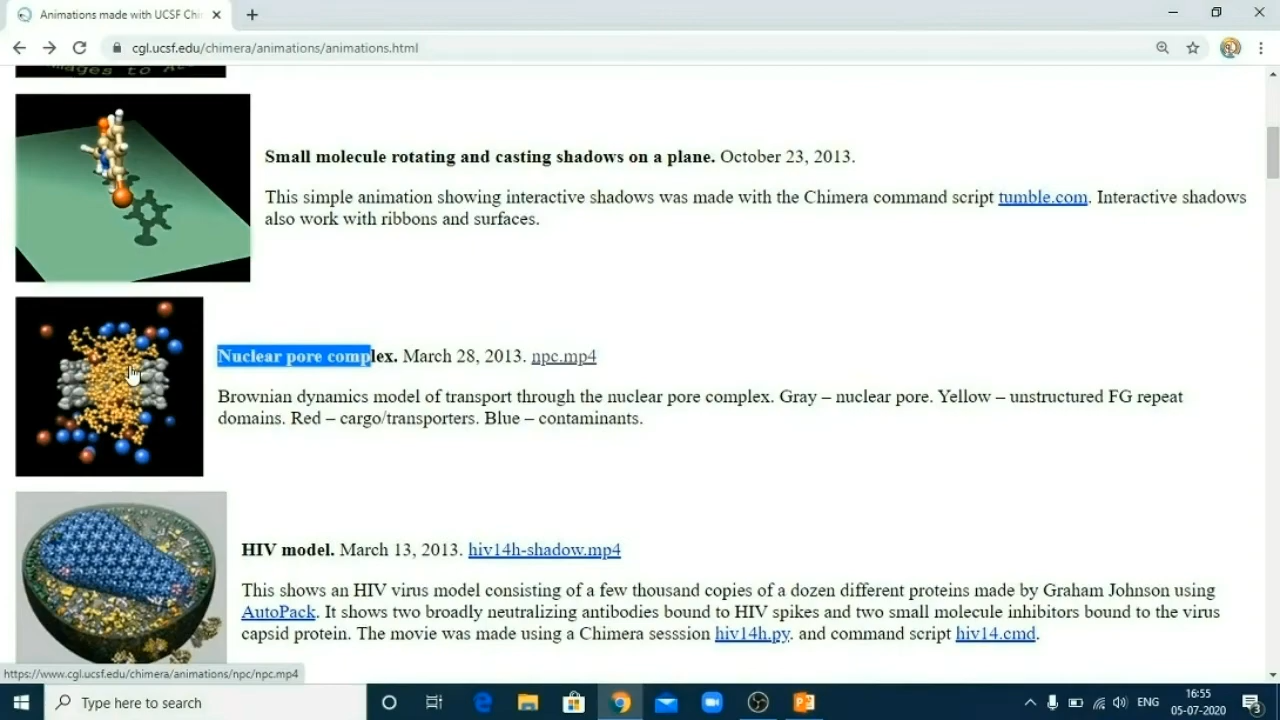 Animations made with UCSF Chi
cgl.ucsf.edu/chimera/animations/animations.html
mages to A
Small molecule rotating and casting shadows on a plane. October 23, 2013.
This simple animation showing interactive shadows was made with the Chimera command script tumble.com. Interactive shadows
also work with ribbons and surfaces.
Nuclear pore complex. March 28, 2013. npc.mp4
Brownian dynamics model of transport through the nuclear pore complex. Gray – nuclear pore. Yellow – unstructured FG repeat
domains. Red – cargo/transporters. Blue – contaminants.
HIV model. March 13, 2013. hiv14h-shadow.mp4
This shows an HIV virus model consisting of a few thousand copies of a dozen different proteins made by Graham Johnson using
AutoPack. It shows two broadly neutralizing antibodies bound to HIV spikes and two small molecule inhibitors bound to the virus
capsid protein. The movie was made using a Chimera sesssion hiv14h.py. and command script hiv14.cmd.
https://www.cgl.ucsf.edu/chimera/animations/npc/npc.mp4
Type here to search
ENG
16:55
05-07-2020
3